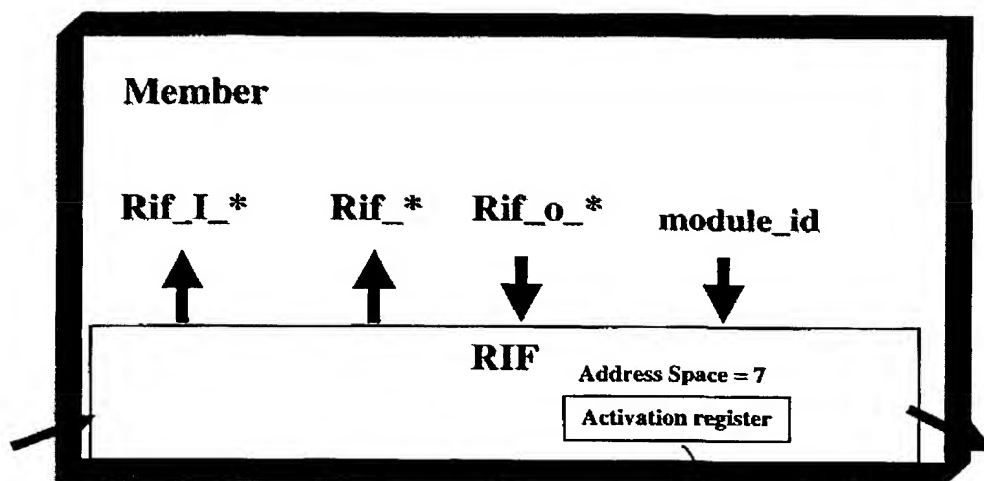 Member
Rif_I_* Rif_* Rif_o_* module_id
RIF
Address Space = 7
Activation register